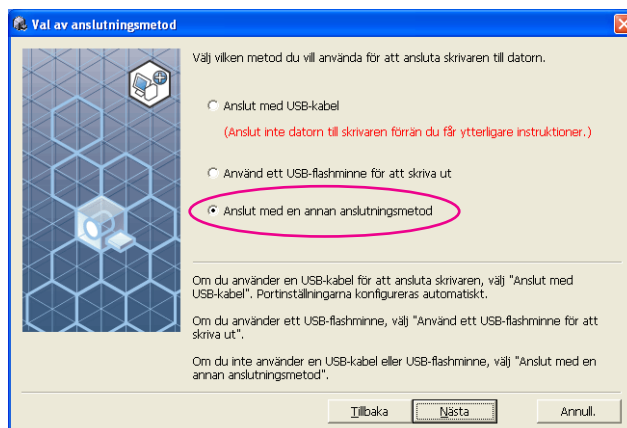 Val av anslutningsmetod
Välj vilken metod du vill använda för att ansluta skrivaren till datorn.
Anslut med USB-kabel
(Anslut inte datorn till skrivaren förrän du får ytterligare instruktioner.)
Använd ett USB-flashminne för att skriva ut
Anslut med en annan anslutningsmetod
Om du använder en USB-kabel för att ansluta skrivaren, välj "Anslut med
USB-kabel". Portinställningarna konfigureras automatiskt.
Om du använder ett USB-flashminne, välj "Använd ett USB-flashminne för att
skriva ut".
Om du inte använder en USB-kabel eller USB-flashminne, välj "Anslut med en
annan anslutningsmetod".
Tillbaka
Nästa
Annull.